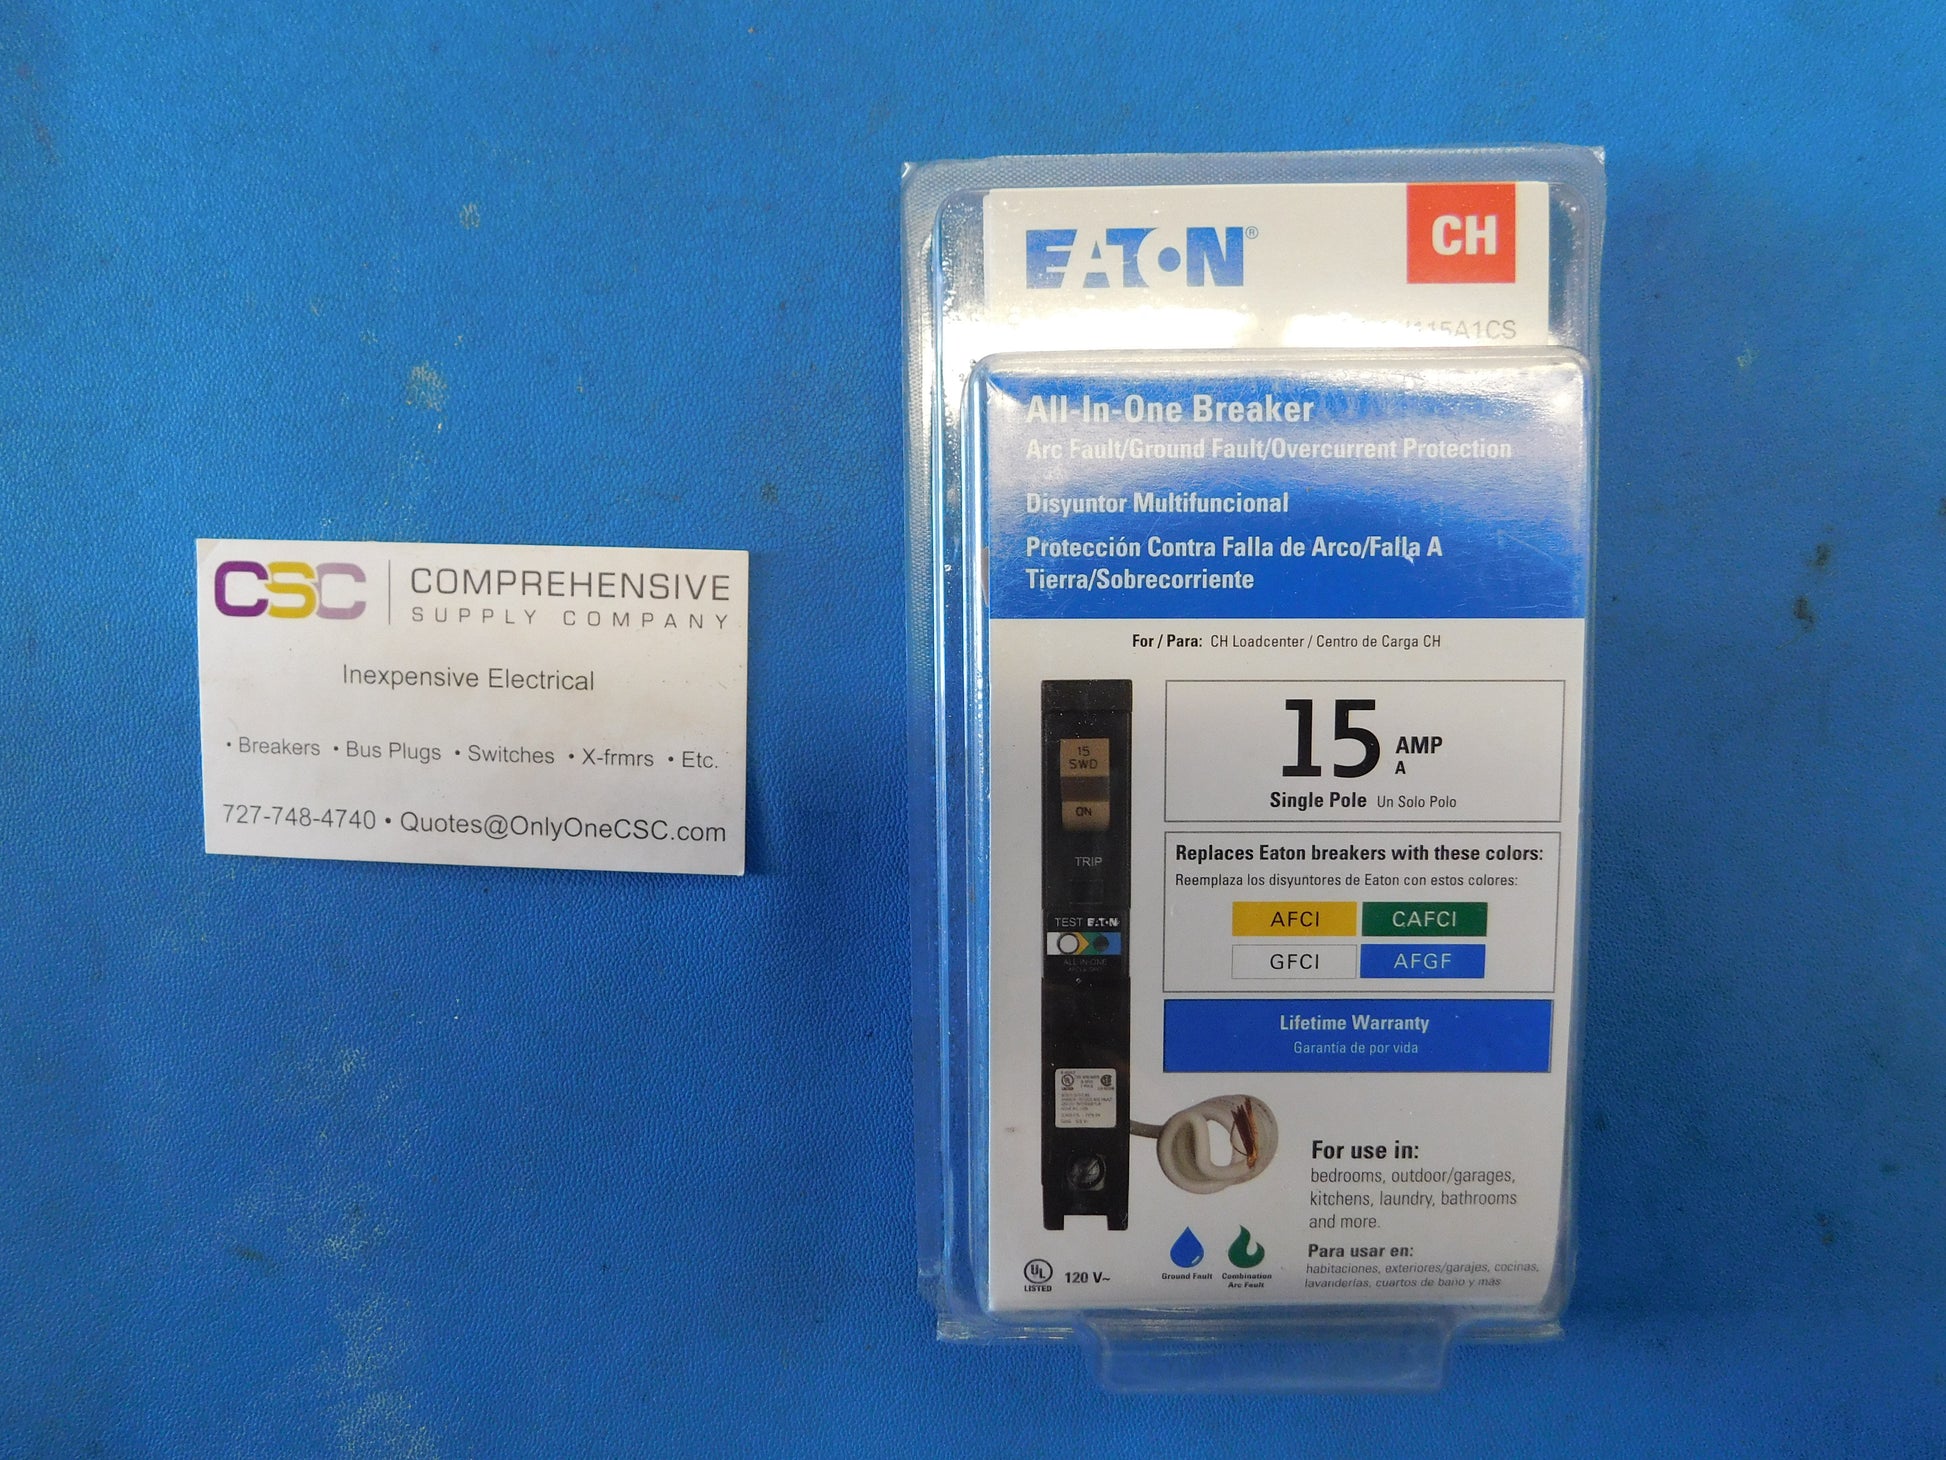 CSC COMPREHENSIVE
SUPPLY COMPANY
Inexpensive Electrical
• Breakers • Bus Plugs • Switches • X-frmrs • Etc.
727-748-4740 • Quotes@OnlyOneCSC.com
EATON®
CH
115A1CS
All-In-One Breaker
Arc Fault/Ground Fault/Overcurrent Protection
Disyuntor Multifuncional
Protección Contra Falla de Arco/Falla A
Tierra/Sobrecorriente
For / Para: CH Loadcenter / Centro de Carga CH
15 AMP
A
Single Pole Un Solo Polo
15
SWD
ON
TRIP
TEST EATON
ALL-IN-ONE
Replaces Eaton breakers with these colors:
Reemplaza los disyuntores de Eaton con estos colores:
AFCI CAFCI
GFCI AFGF
Lifetime Warranty
Garantía de por vida
For use in:
bedrooms, outdoor/garages,
kitchens, laundry, bathrooms
and more.
Para usar en:
habitaciones, exteriores/garajes, cocinas,
lavanderías, cuartos de baño y más
Ground Fault
Combination
Arc Fault
UL
LISTED
120 V~